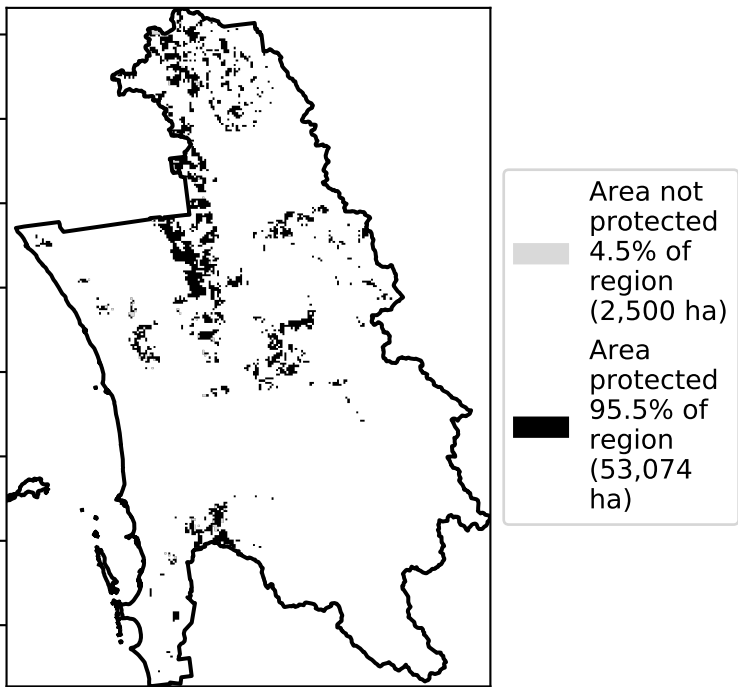 Area not
protected
4.5% of
region
(2,500 ha)
Area
protected
95.5% of
region
(53,074
ha)